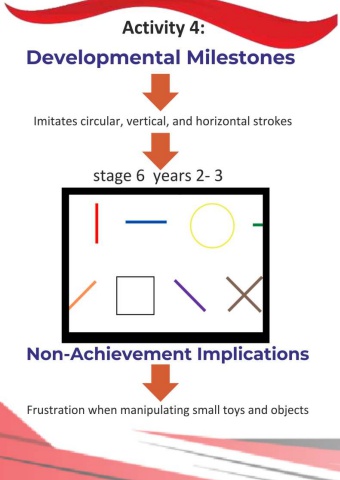 Activity 4:
Developmental Milestones
Imitates circular, vertical, and horizontal strokes
stage 6 years 2- 3
Non-Achievement Implications
Frustration when manipulating small toys and objects